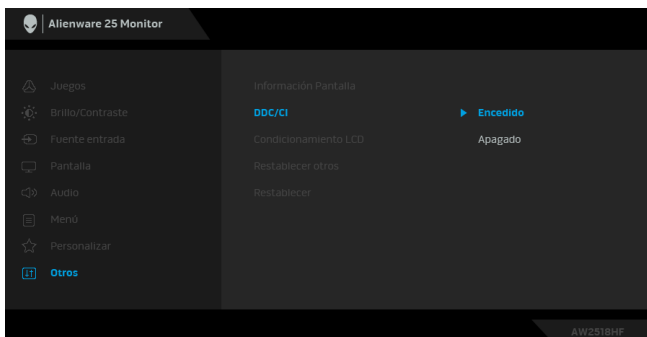 Alienware 25 Monitor
Juegos
Brillo/Contraste
Fuente entrada
Pantalla
Audio
Menú
Personalizar
Otros
Información Pantalla
DDC/CI
Condicionamiento LCD
Restablecer otros
Restablecer
Encedido
Apagado
AW2518HF